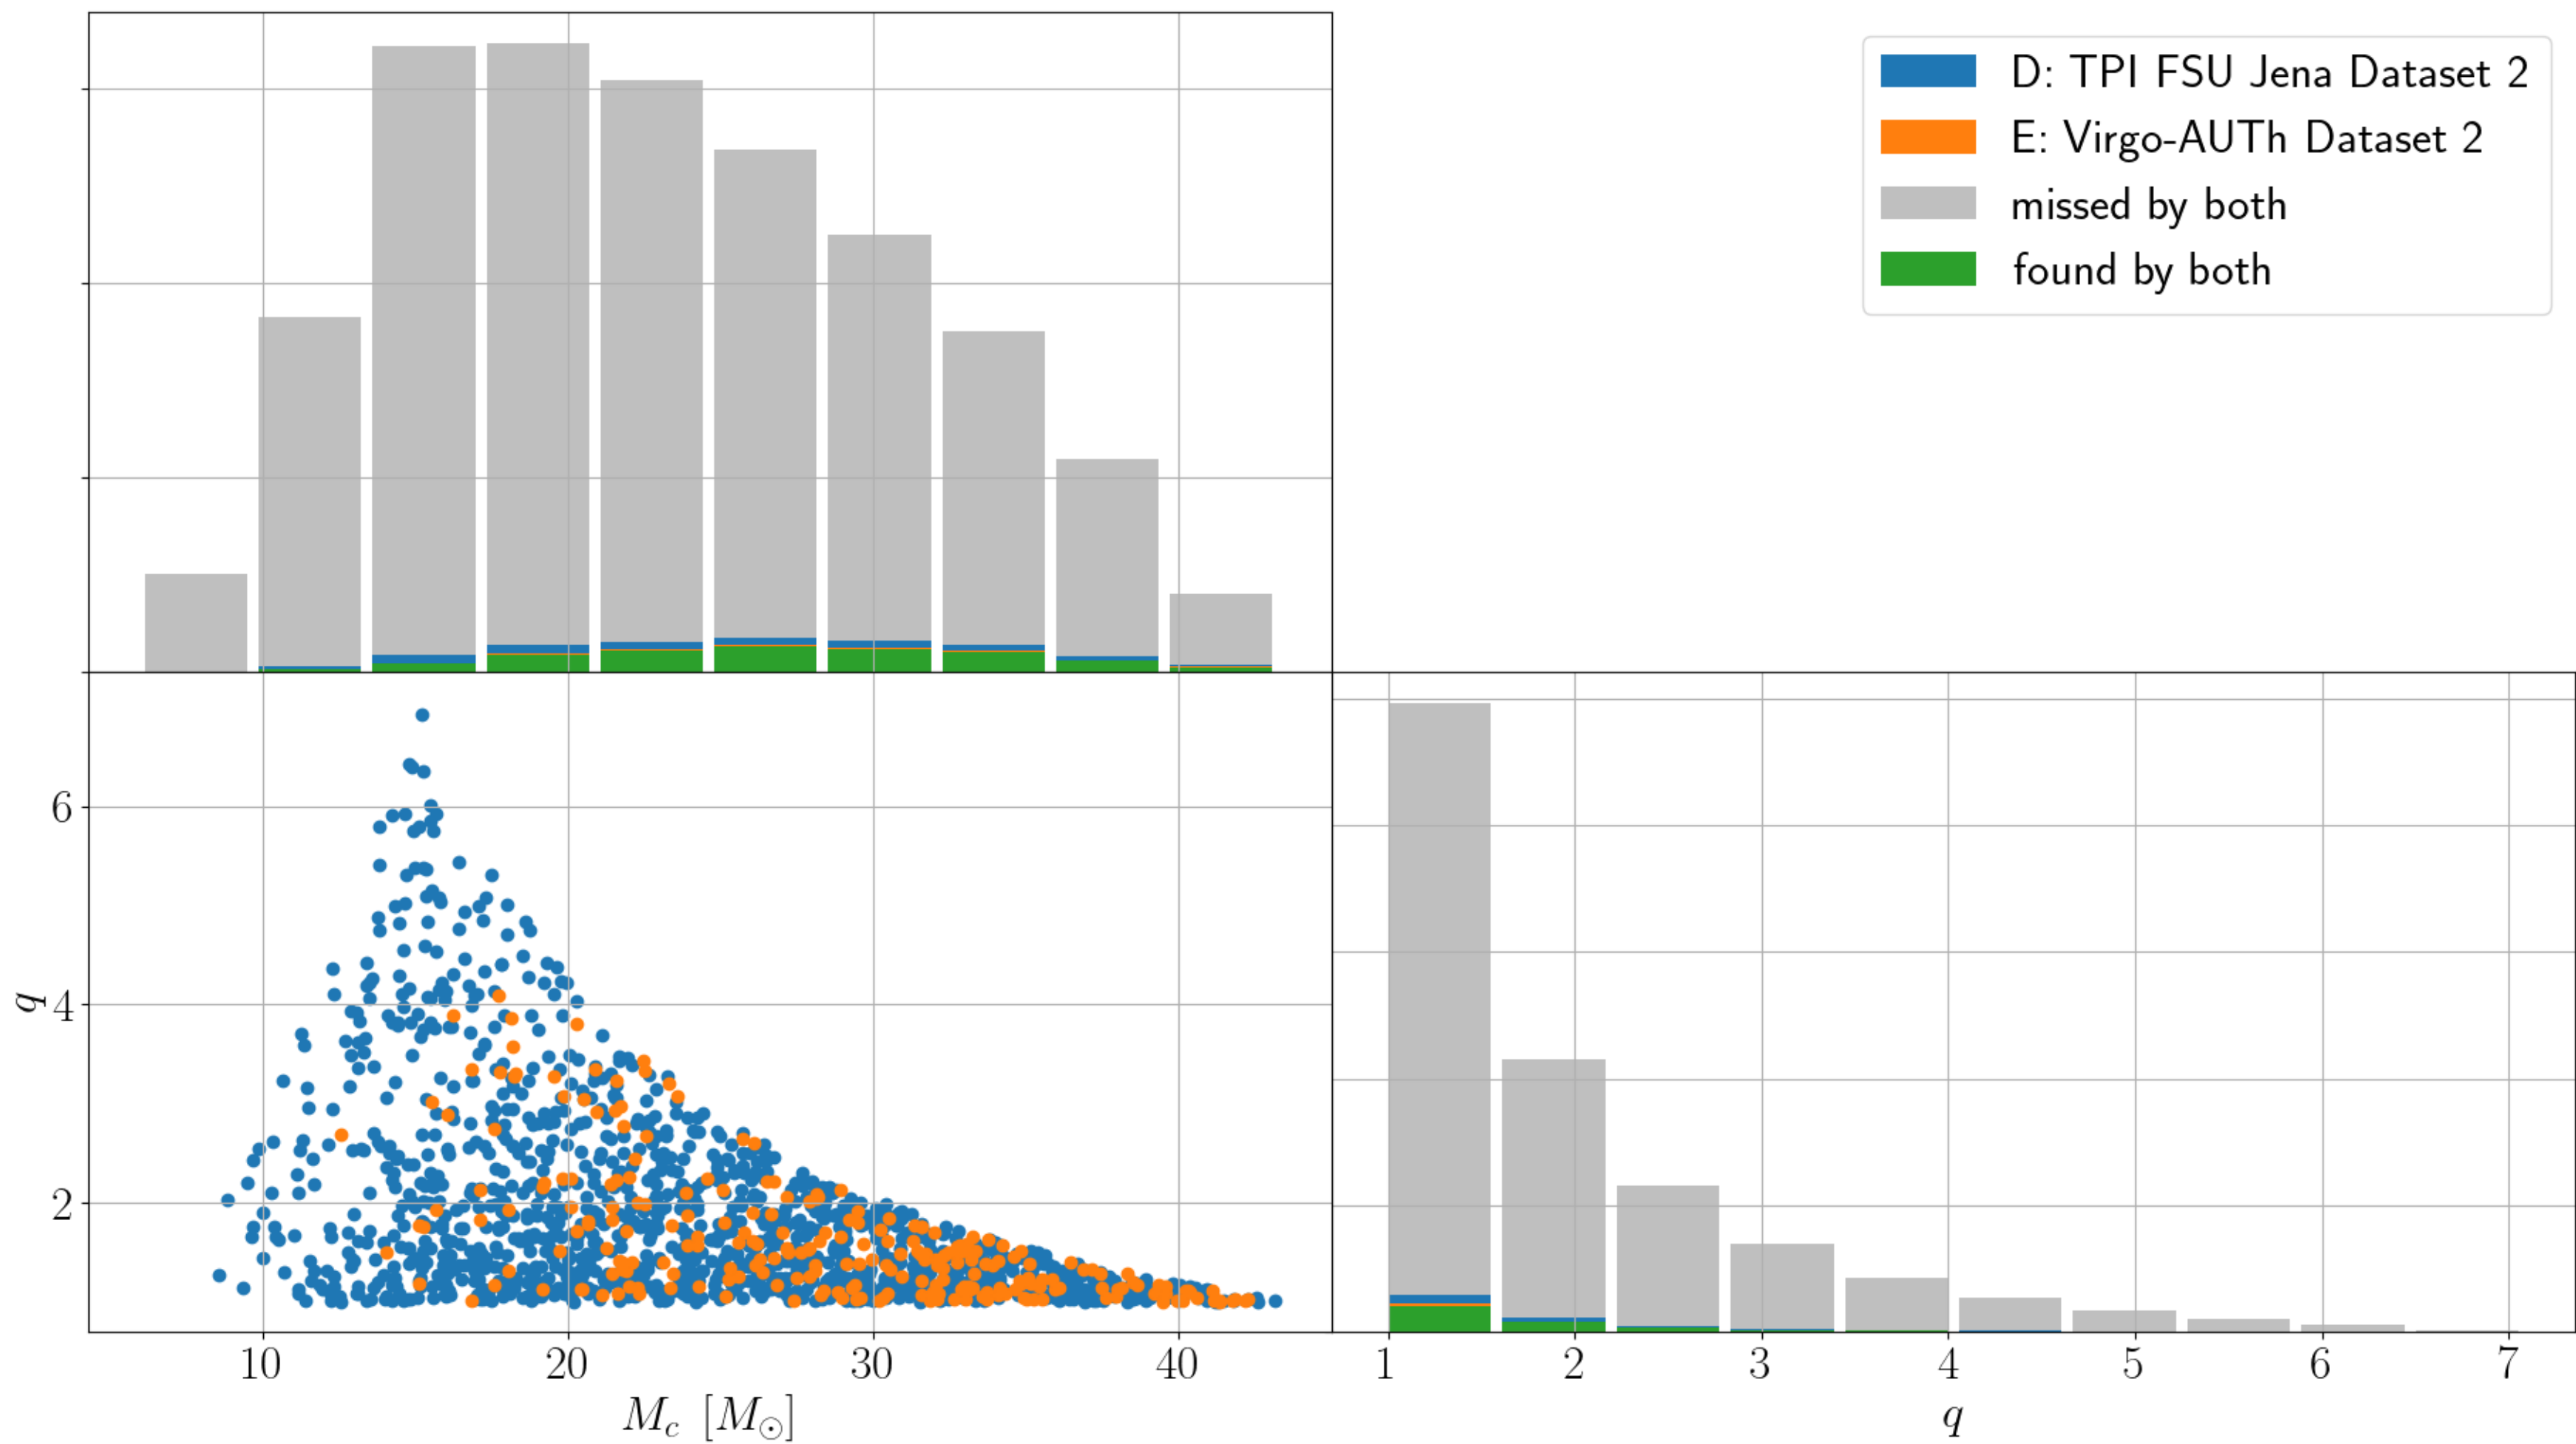 D: TPI FSU Jena Dataset 2
E: Virgo-AUTh Dataset 2
missed by both
found by both
6
4
2
q
10 20 30 40
M_c [M_⊙]
1 2 3 4 5 6 7
q